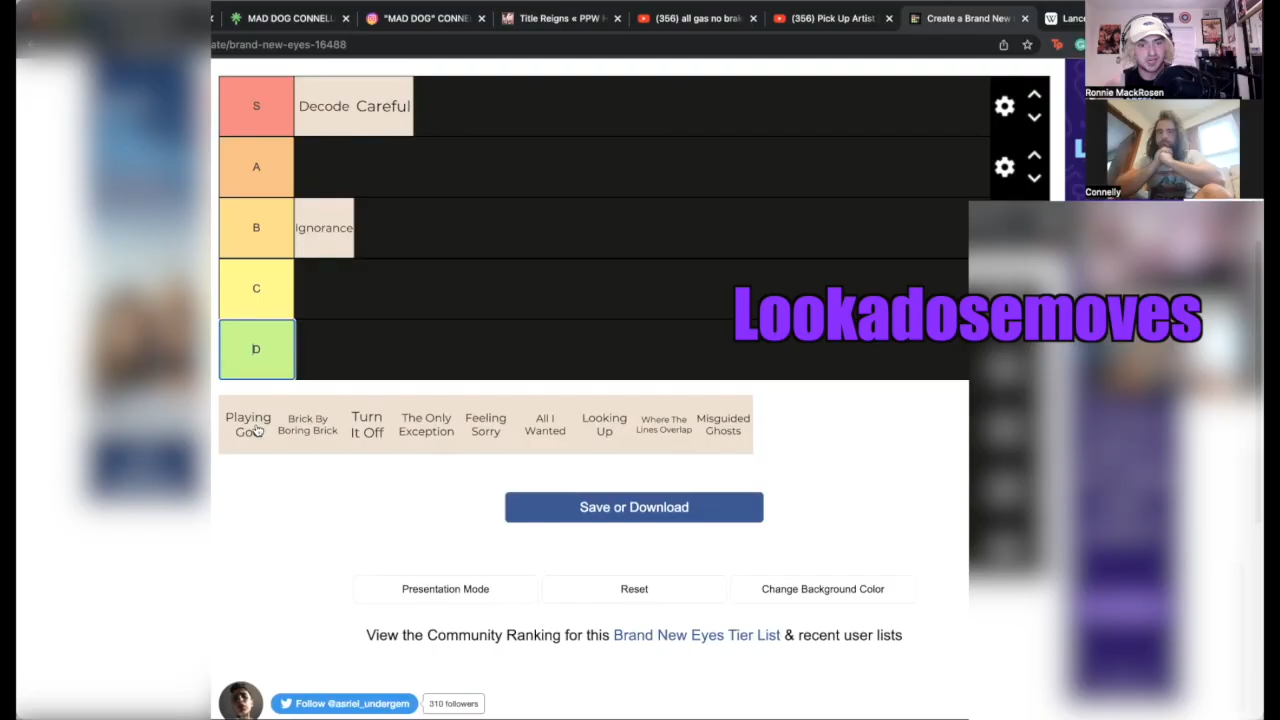 MAD DOG CONNELL
"MAD DOG" CONNE
Title Reigns « PPW H
(356) all gas no brak
(356) Pick Up Artist
Create a Brand New
Lance
ate/brand-new-eyes-16488
Ronnie MackRosen
Connelly
S
Decode
Careful
A
B
Ignorance
C
D
Lookadosemoves
Playing
God
Brick By
Boring Brick
Turn
It Off
The Only
Exception
Feeling
Sorry
All I
Wanted
Looking
Up
Where The
Lines Overlap
Misguided
Ghosts
Save or Download
Presentation Mode
Reset
Change Background Color
View the Community Ranking for this Brand New Eyes Tier List & recent user lists
Follow @asriel_undergem
310 followers